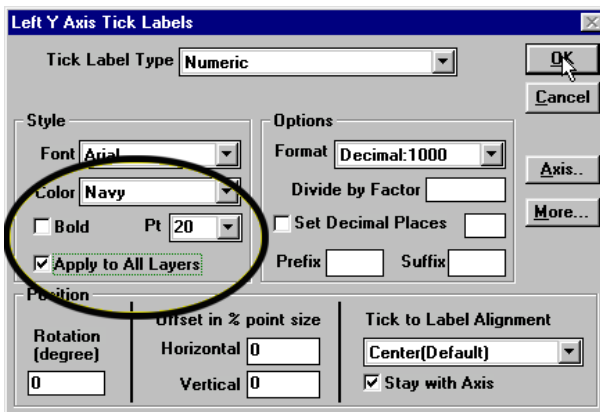 Left Y Axis Tick Labels
Tick Label Type Numeric
OK
Cancel
Style
Options
Font Arial
Format Decimal:1000
Axis..
Color Navy
Divide by Factor
More...
Bold Pt 20
Set Decimal Places
Apply to All Layers
Prefix Suffix
Position
Offset in % point size
Tick to Label Alignment
Rotation
(degree)
Horizontal 0
Center(Default)
0
Vertical 0
Stay with Axis